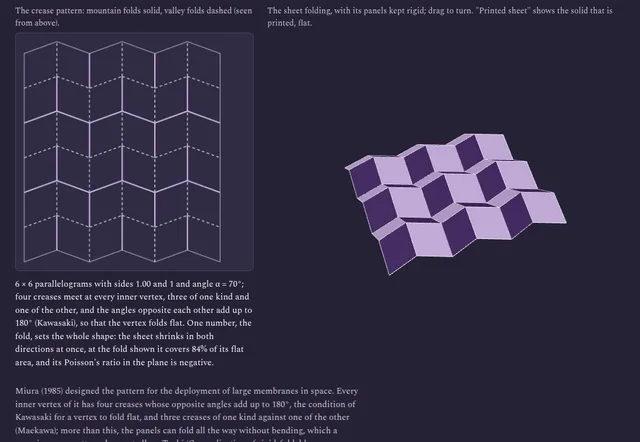 The crease pattern: mountain folds solid, valley folds dashed (seen
from above).
The sheet folding, with its panels kept rigid; drag to turn. "Printed sheet" shows the solid that is
printed, flat.
6 × 6 parallelograms with sides 1.00 and 1 and angle α = 70°;
four creases meet at every inner vertex, three of one kind and
one of the other, and the angles opposite each other add up to
180° (Kawasaki), so that the vertex folds flat. One number, the
fold, sets the whole shape: the sheet shrinks in both
directions at once, at the fold shown it covers 84% of its flat
area, and its Poisson's ratio in the plane is negative.
Miura (1985) designed the pattern for the deployment of large membranes in space. Every
inner vertex of it has four creases whose opposite angles add up to 180°, the condition of
Kawasaki for a vertex to fold flat, and three creases of one kind against one of the other
(Maekawa); more than this, the panels can fold all the way without bending, which a